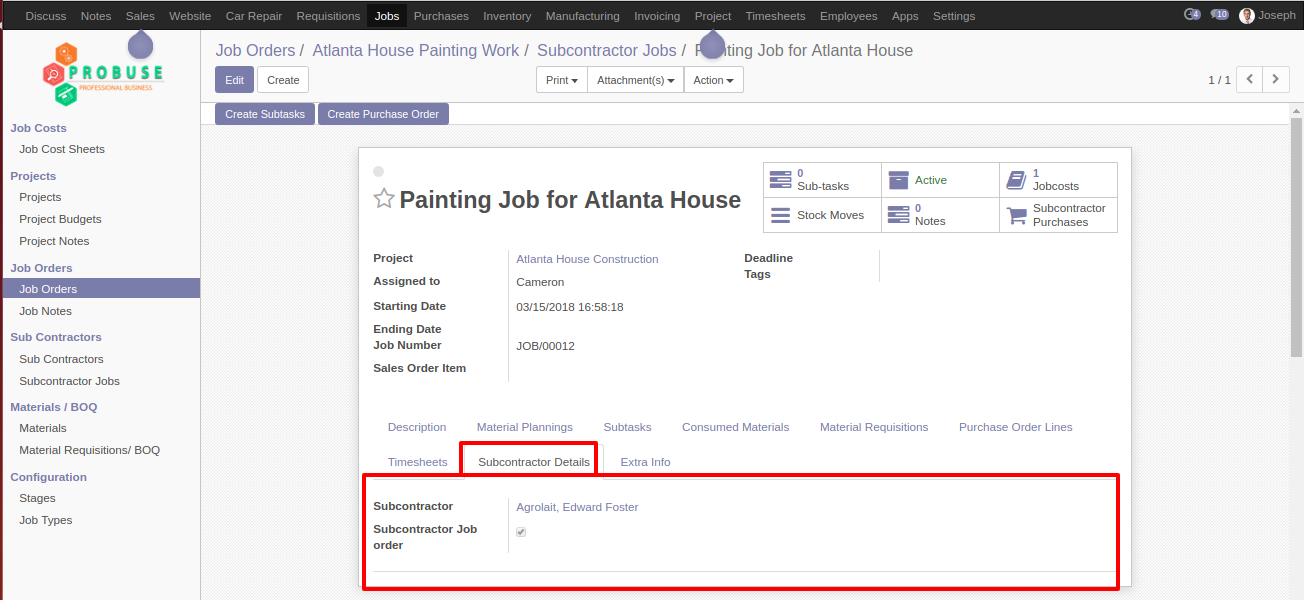 Discuss Notes Sales Website Car Repair Requisitions Jobs Purchases Inventory Manufacturing Invoicing Project Timesheets Employees Apps Settings 4 10 Joseph
PROBUSE
PROFESSIONAL BUSINESS
Job Costs
Job Cost Sheets
Projects
Projects
Project Budgets
Project Notes
Job Orders
Job Orders
Job Notes
Sub Contractors
Sub Contractors
Subcontractor Jobs
Materials / BOQ
Materials
Material Requisitions/ BOQ
Configuration
Stages
Job Types
Job Orders / Atlanta House Painting Work / Subcontractor Jobs / Painting Job for Atlanta House
Edit Create Print Attachment(s) Action 1 / 1
Create Subtasks Create Purchase Order
Painting Job for Atlanta House
0
Sub-tasks
Active
1
Jobcosts
Stock Moves
0
Notes
Subcontractor
Purchases
Project Atlanta House Construction
Assigned to Cameron
Starting Date 03/15/2018 16:58:18
Ending Date
Job Number JOB/00012
Sales Order Item
Deadline
Tags
Description Material Plannings Subtasks Consumed Materials Material Requisitions Purchase Order Lines
Timesheets Subcontractor Details Extra Info
Subcontractor Agrolait, Edward Foster
Subcontractor Job
order